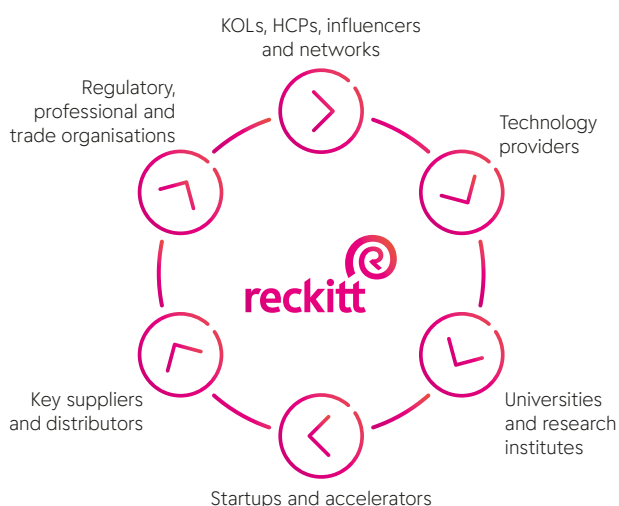 KOLs, HCPs, influencers
and networks
Regulatory,
professional and
trade organisations
Technology
providers
reckitt
Key suppliers
and distributors
Universities
and research
institutes
Startups and accelerators